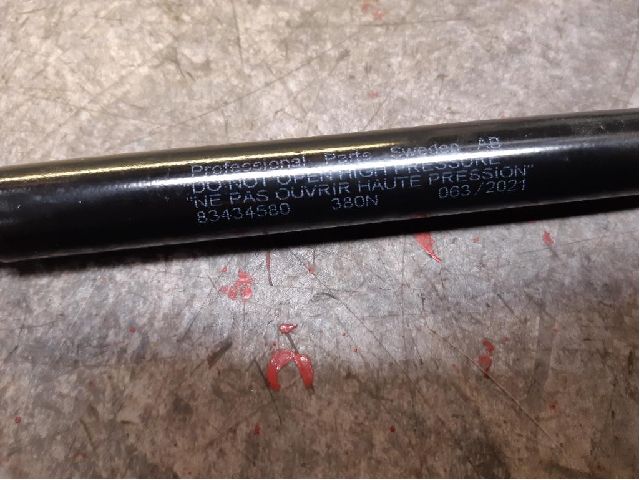 Professional Parts Sweden AB
"DO NOT OPEN HIGH PRESSURE"
"NE PAS OUVRIR HAUTE PRESSION"
83434580 380N 063/2021